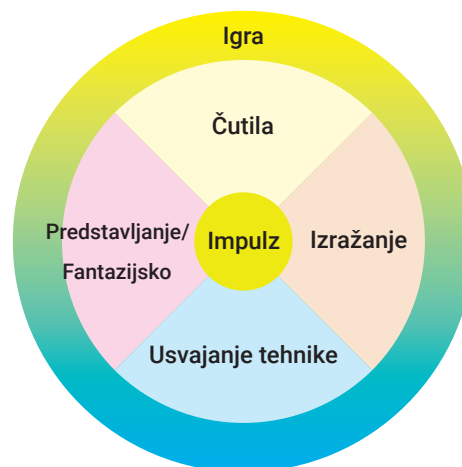 Igra
Čutila
Predstavljanje/
Fantazijsko
Impulz
Izražanje
Usvajanje tehnike